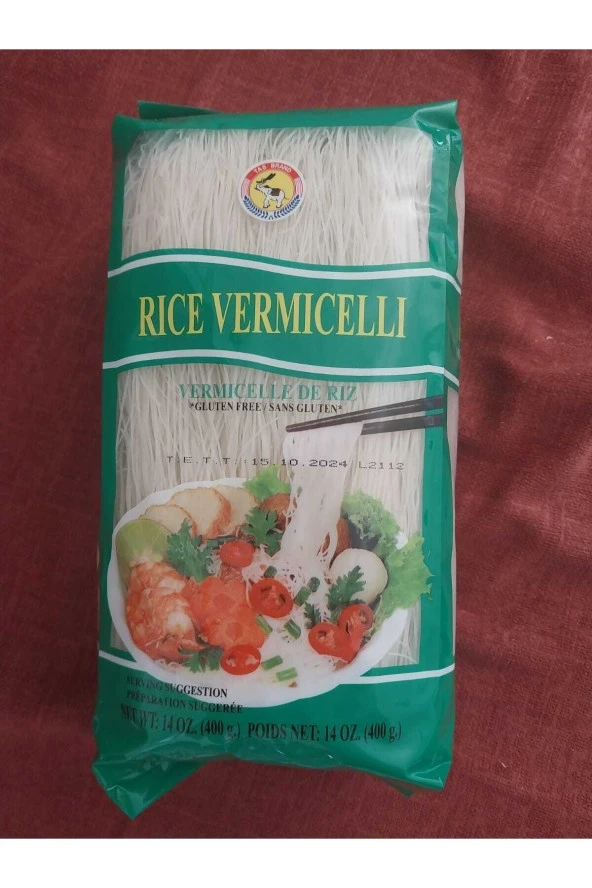 TAS BRAND
RICE VERMICELLI
VERMICELLE DE RIZ
*GLUTEN FREE / SANS GLUTEN*
T.E.T.T.:15.10.2024 L2112
SERVING SUGGESTION
PRÉPARATION SUGGERÉE
NET WT: 14 OZ. (400 g.) POIDS NET: 14 OZ. (400 g.)